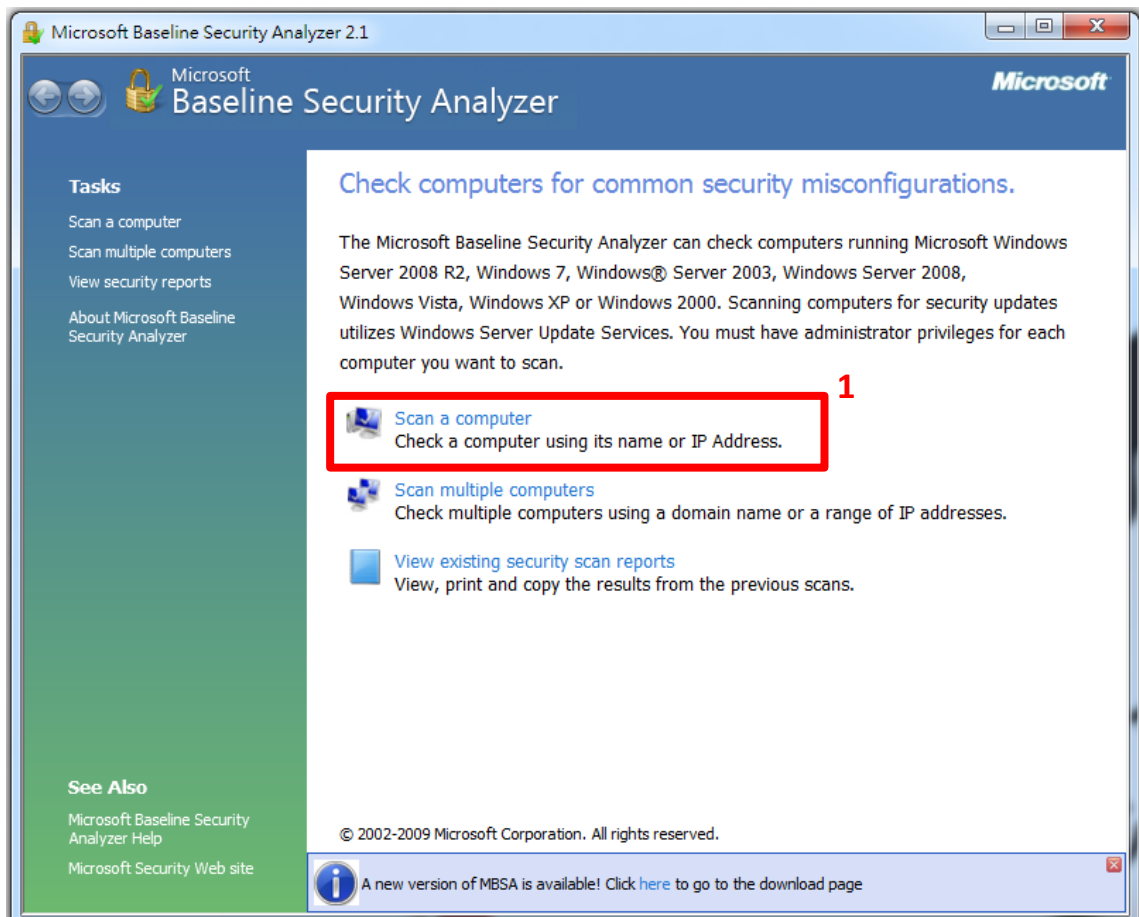 Microsoft Baseline Security Analyzer 2.1
Microsoft
Baseline Security Analyzer
Microsoft
Tasks
Scan a computer
Scan multiple computers
View security reports
About Microsoft Baseline
Security Analyzer
Check computers for common security misconfigurations.
The Microsoft Baseline Security Analyzer can check computers running Microsoft Windows
Server 2008 R2, Windows 7, Windows® Server 2003, Windows Server 2008,
Windows Vista, Windows XP or Windows 2000. Scanning computers for security updates
utilizes Windows Server Update Services. You must have administrator privileges for each
computer you want to scan.
1
Scan a computer
Check a computer using its name or IP Address.
Scan multiple computers
Check multiple computers using a domain name or a range of IP addresses.
View existing security scan reports
View, print and copy the results from the previous scans.
See Also
Microsoft Baseline Security
Analyzer Help
Microsoft Security Web site
© 2002-2009 Microsoft Corporation. All rights reserved.
A new version of MBSA is available! Click here to go to the download page